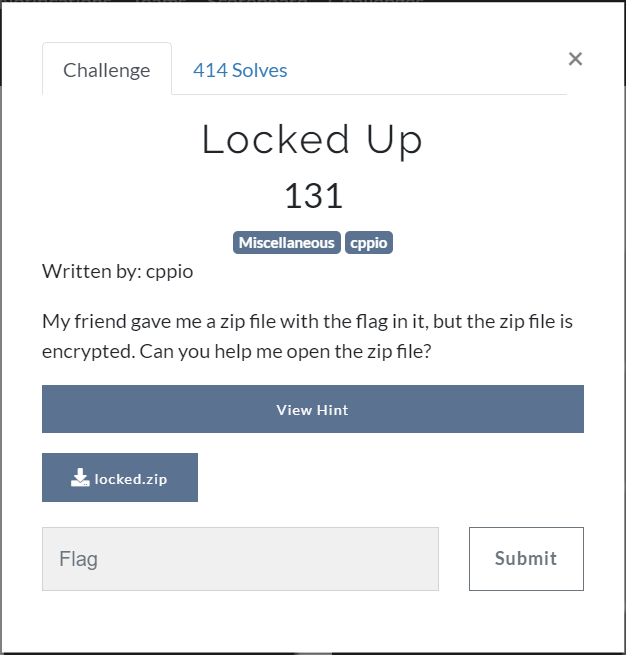 Challenge
414 Solves
×
Locked Up
131
Miscellaneous cppio
Written by: cppio
My friend gave me a zip file with the flag in it, but the zip file is
encrypted. Can you help me open the zip file?
View Hint
locked.zip
Flag
Submit